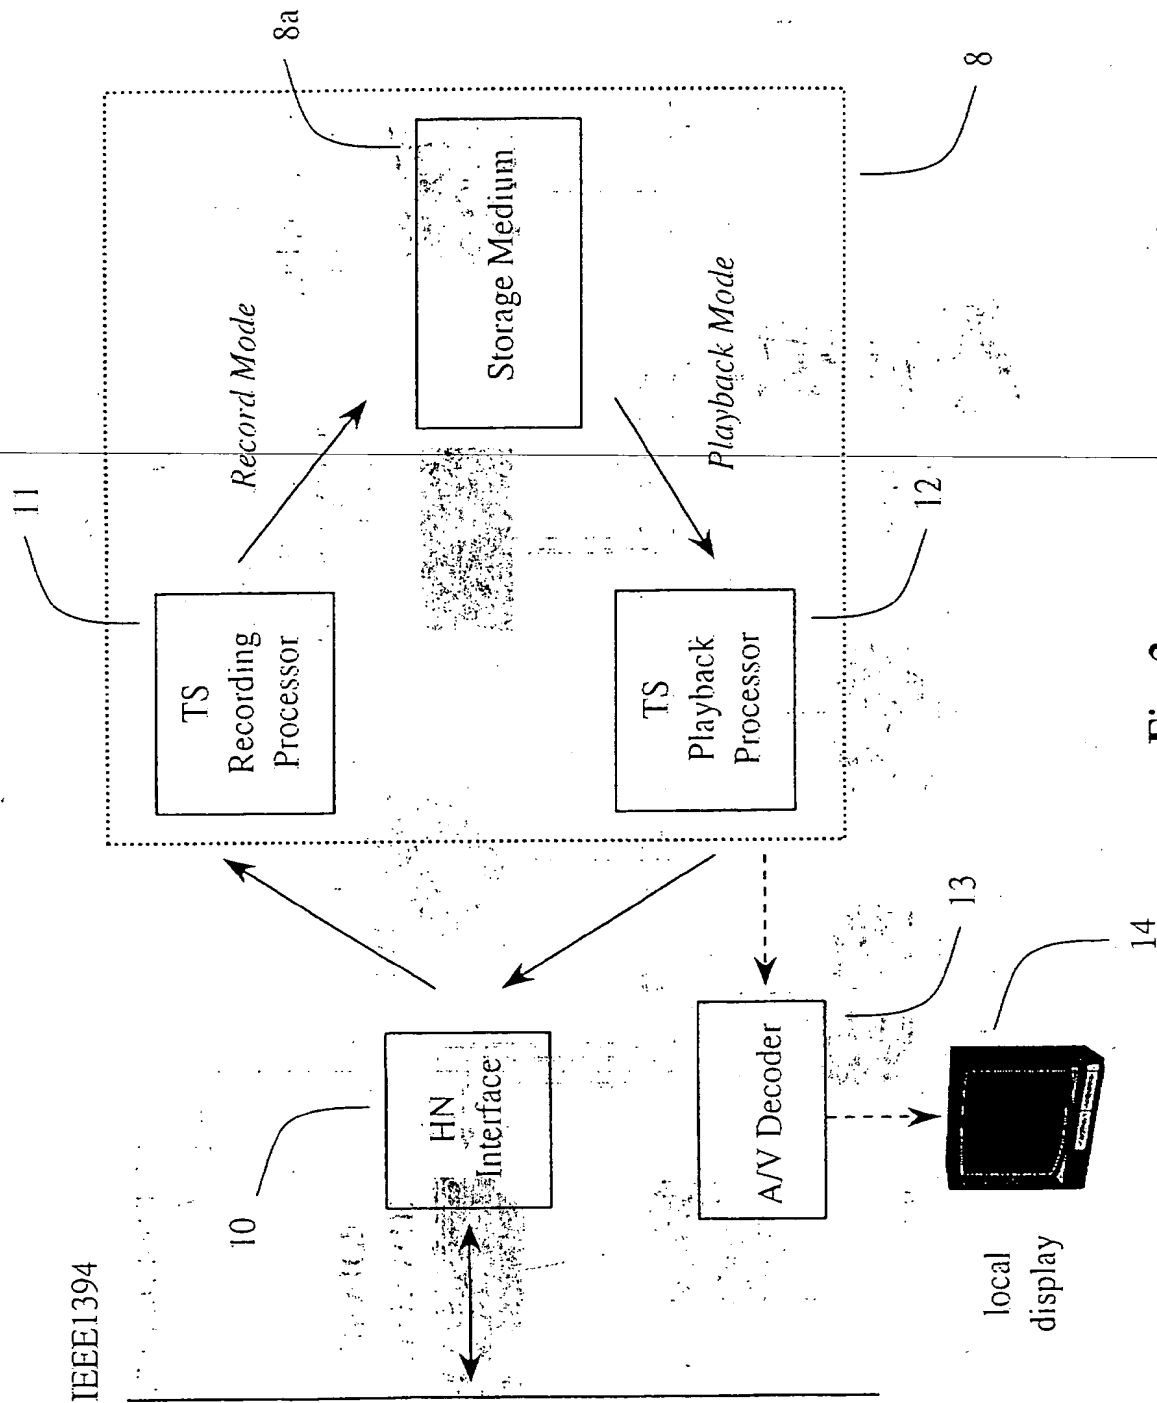 IEEE1394
10
HN
Interface
11
TS
Recording
Processor
Record Mode
8a
Storage Medium
Playback Mode
8
TS
Playback
Processor
12
A/V Decoder
13
14
local
display